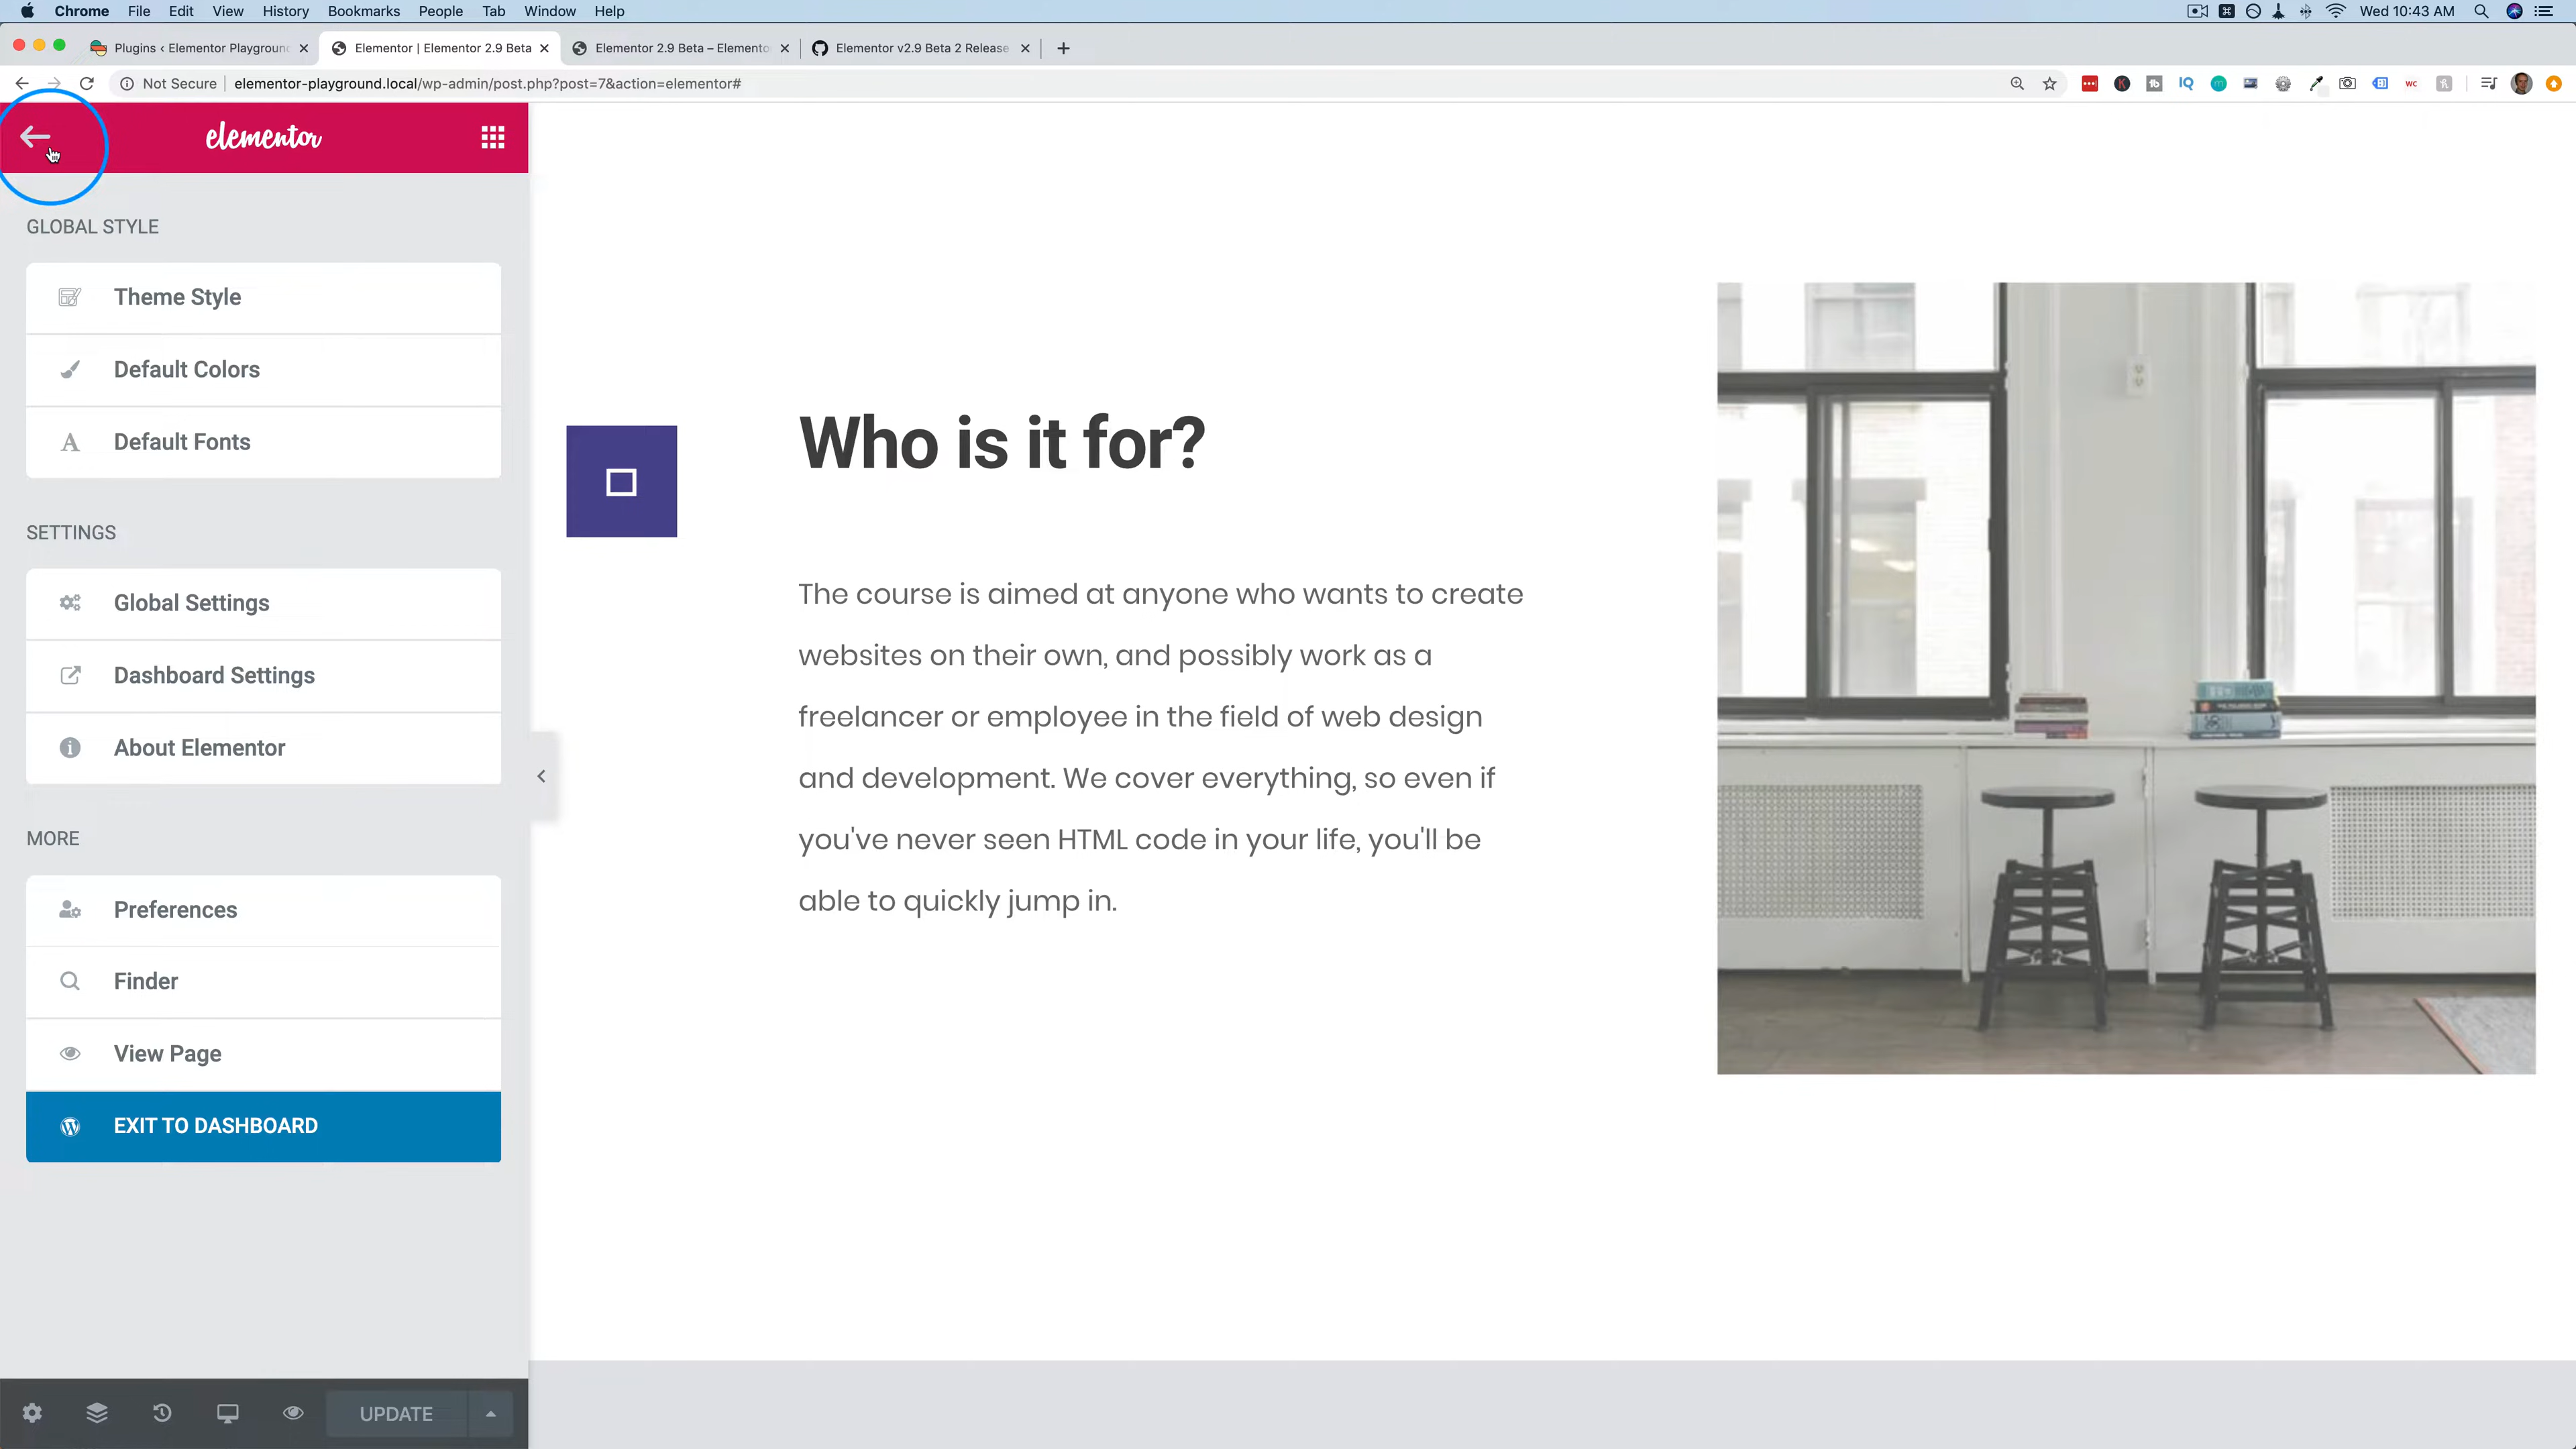 Chrome File Edit View History Bookmarks People Tab Window Help Wed 10:43 AM
Plugins ‹ Elementor Playground Elementor | Elementor 2.9 Beta Elementor 2.9 Beta – Elemento Elementor v2.9 Beta 2 Release
Not Secure elementor-playground.local/wp-admin/post.php?post=7&action=elementor#
elementor
GLOBAL STYLE
Theme Style
Default Colors
Default Fonts
SETTINGS
Global Settings
Dashboard Settings
About Elementor
MORE
Preferences
Finder
View Page
EXIT TO DASHBOARD
UPDATE
Who is it for?
The course is aimed at anyone who wants to create
websites on their own, and possibly work as a
freelancer or employee in the field of web design
and development. We cover everything, so even if
you've never seen HTML code in your life, you'll be
able to quickly jump in.